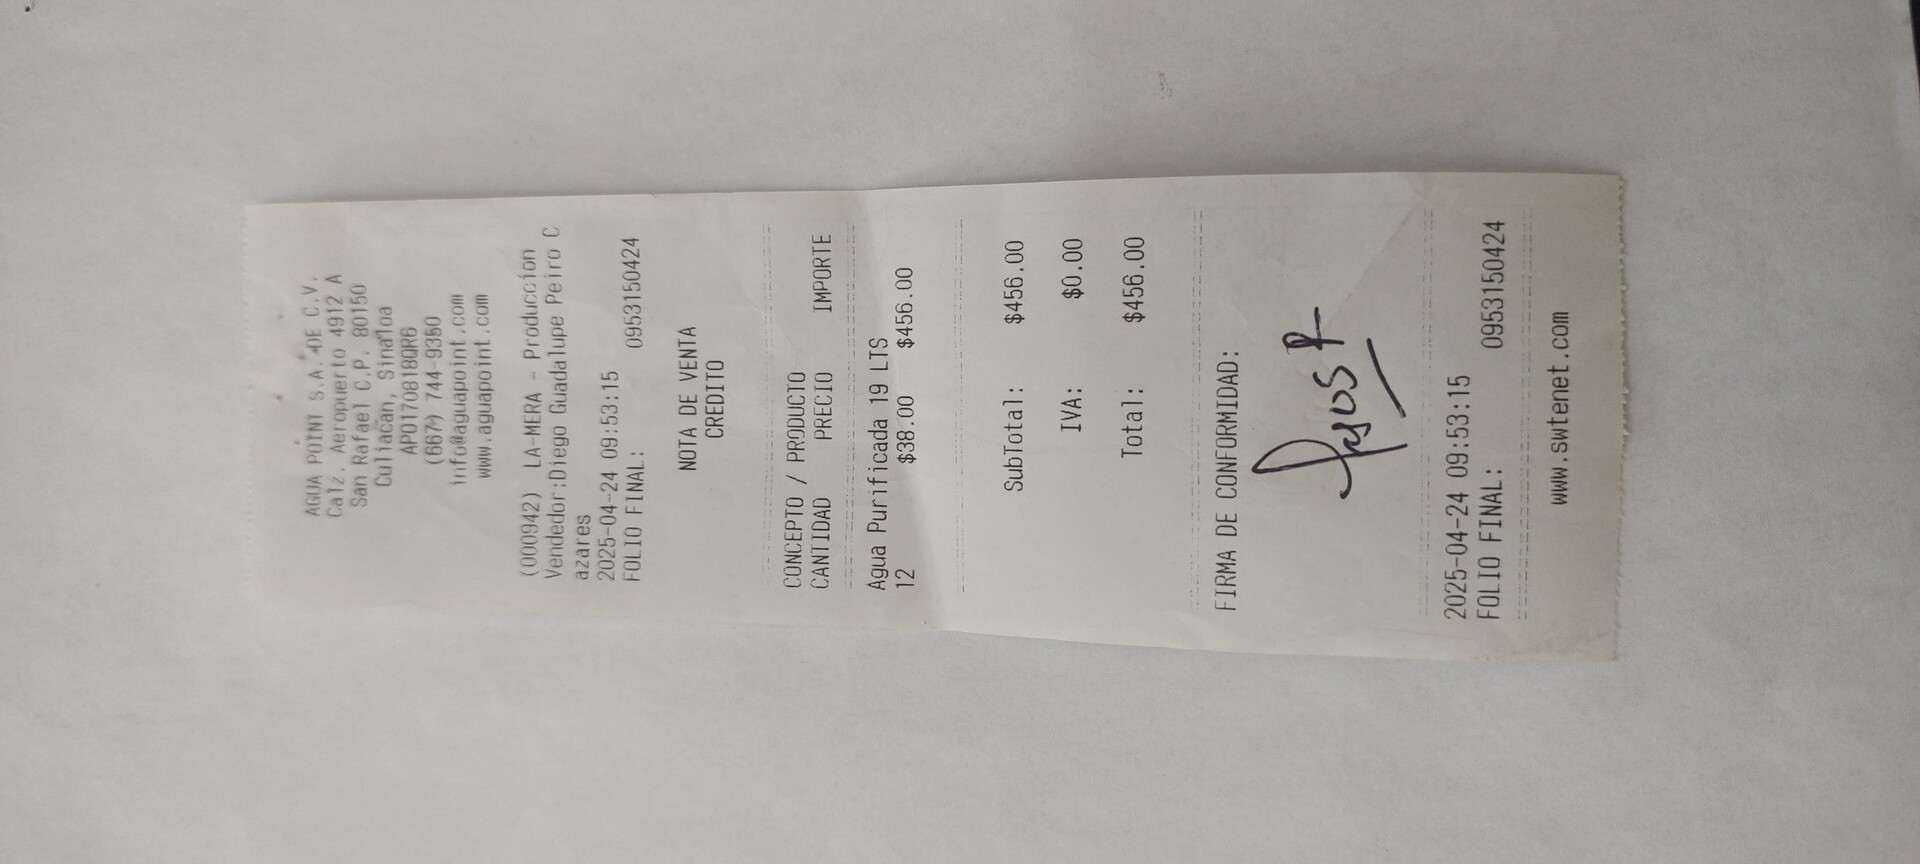 AGUA POINT S.A. DE C.V.
Calz. Aeropuerto 4912 A
San Rafael C.P. 80150
Culiacan, Sinaloa
APO170818QR6
(667) 744-9350
info@aguapoint.com
www.aguapoint.com
(000942) LA-MERA - Produccion
Vendedor:Diego Guadalupe Peiro C
azares
2025-04-24 09:53:15
FOLIO FINAL: 0953150424
NOTA DE VENTA
CREDITO
CONCEPTO / PRODUCTO
CANTIDAD PRECIO IMPORTE
Agua Purificada 19 LTS
12 $38.00 $456.00
SubTotal: $456.00
IVA: $0.00
Total: $456.00
FIRMA DE CONFORMIDAD:
2025-04-24 09:53:15
FOLIO FINAL: 0953150424
www.swtenet.com